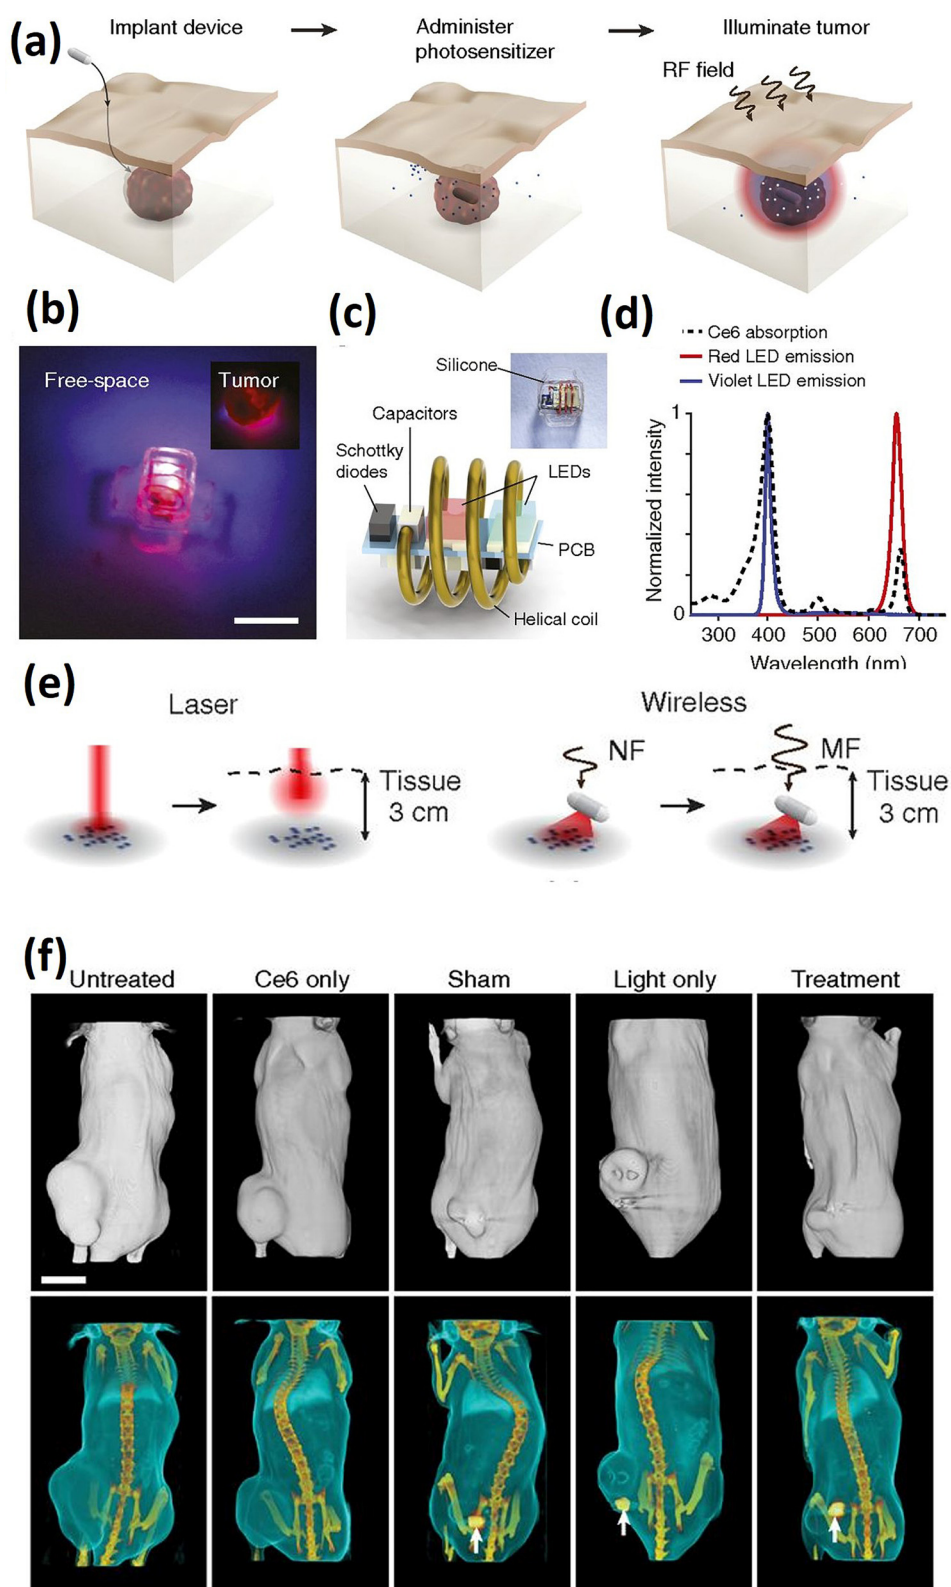 (a)
Implant device
Administer
photosensitizer
Illuminate tumor
RF field
(b)
Free-space
Tumor
(c)
Silicone
Capacitors
Schottky
diodes
LEDs
PCB
Helical coil
(d)
Ce6 absorption
Red LED emission
Violet LED emission
Normalized intensity
1
0
300 400 500 600 700
Wavelength (nm)
(e)
Laser
Tissue
3 cm
Wireless
NF
MF
Tissue
3 cm
(f)
Untreated
Ce6 only
Sham
Light only
Treatment